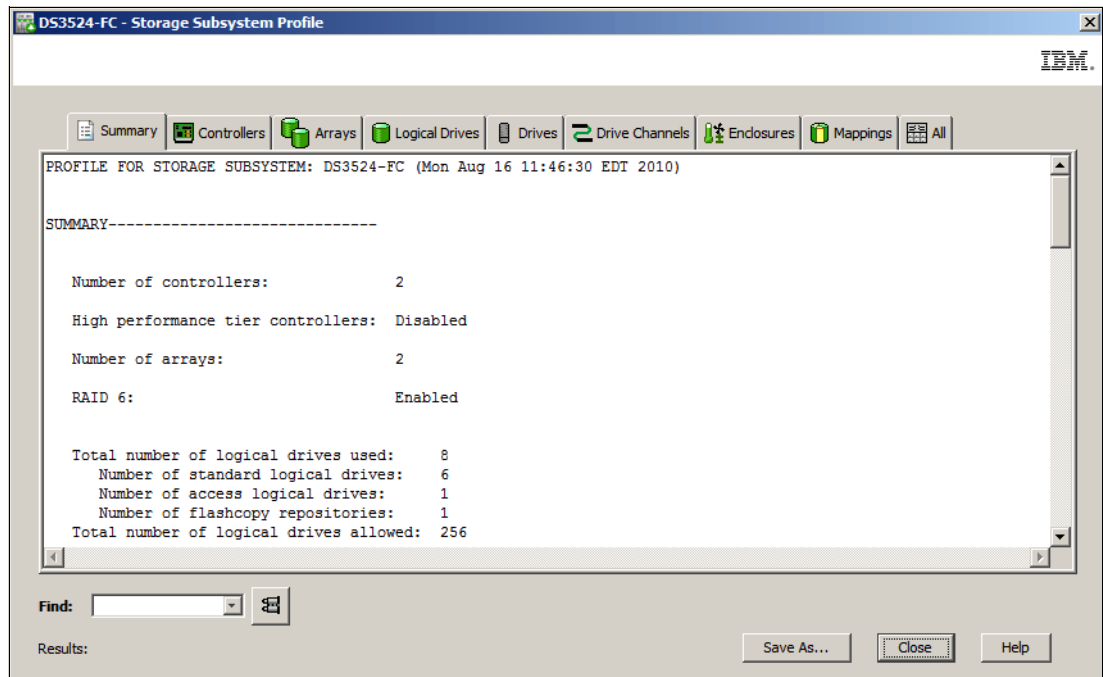 DS3524-FC - Storage Subsystem Profile
IBM.
Summary Controllers Arrays Logical Drives Drives Drive Channels Enclosures Mappings All
PROFILE FOR STORAGE SUBSYSTEM: DS3524-FC (Mon Aug 16 11:46:30 EDT 2010)
SUMMARY------------------------------
Number of controllers: 2
High performance tier controllers: Disabled
Number of arrays: 2
RAID 6: Enabled
Total number of logical drives used: 8
Number of standard logical drives: 6
Number of access logical drives: 1
Number of flashcopy repositories: 1
Total number of logical drives allowed: 256
Find:
Results:
Save As... Close Help